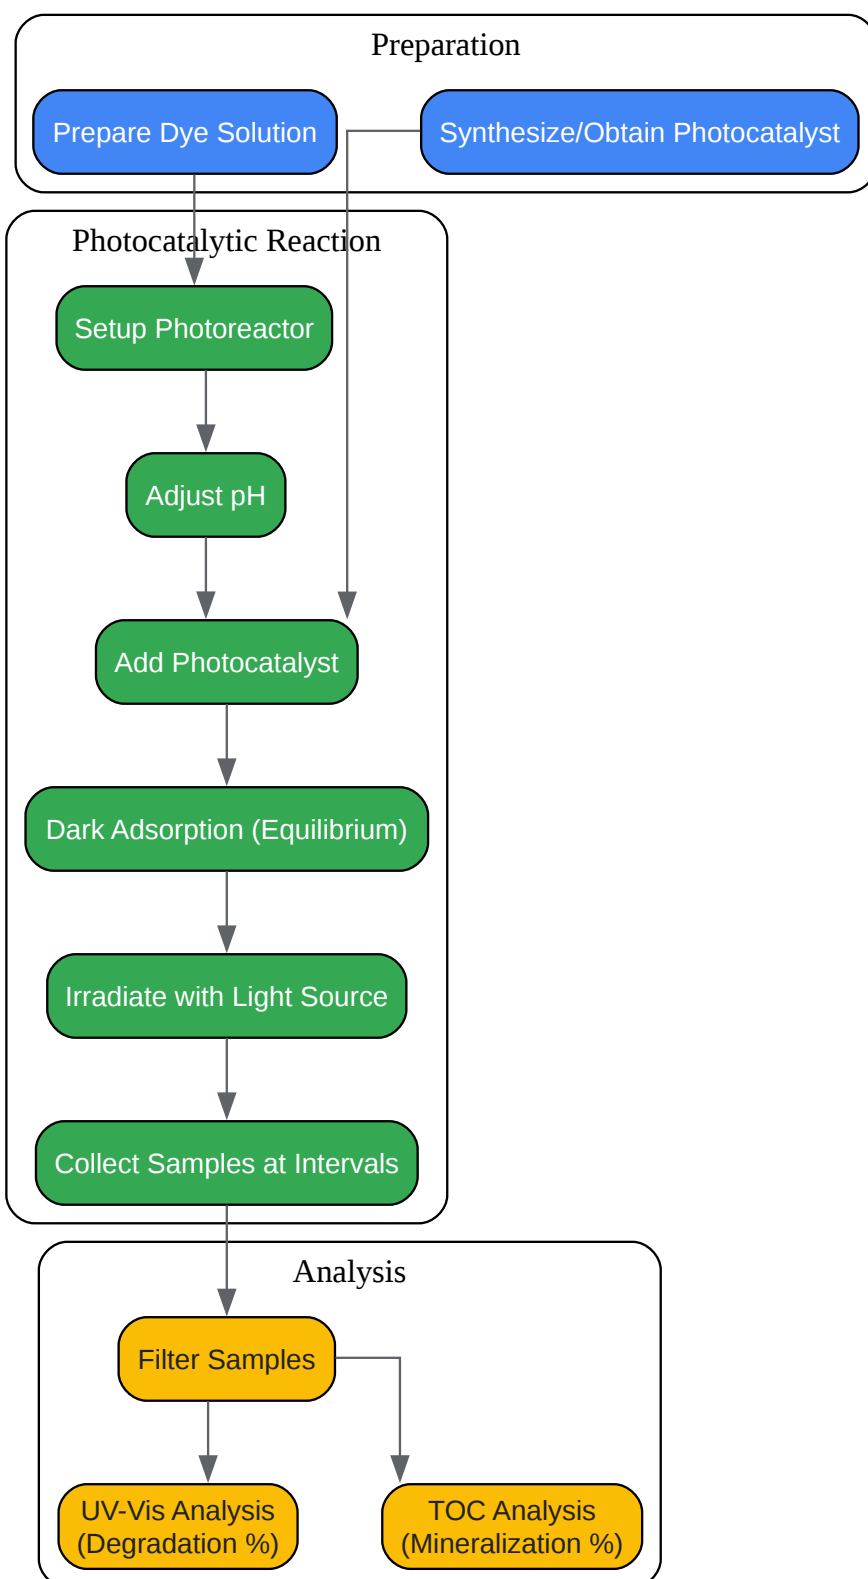 Preparation
Prepare Dye Solution
Synthesize/Obtain Photocatalyst
Photocatalytic Reaction
Setup Photoreactor
Adjust pH
Add Photocatalyst
Dark Adsorption (Equilibrium)
Irradiate with Light Source
Collect Samples at Intervals
Analysis
Filter Samples
UV-Vis Analysis
(Degradation %)
TOC Analysis
(Mineralization %)